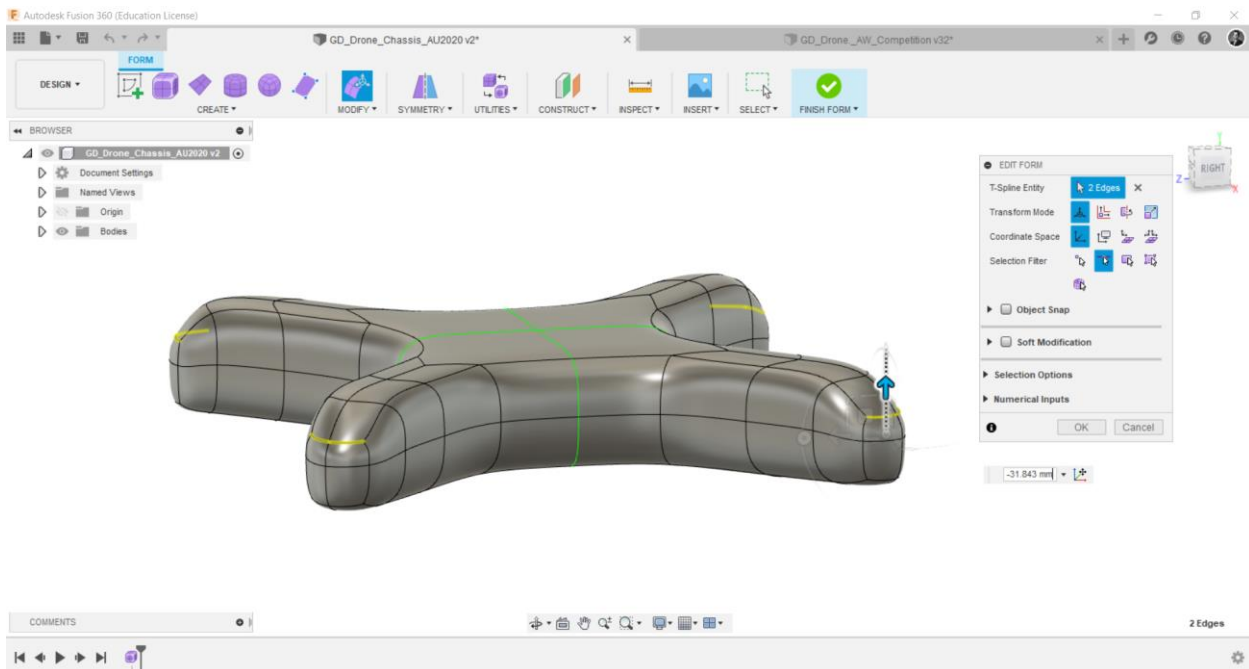 Autodesk Fusion 360 (Education License)
GD_Drone_Chassis_AU2020 v2*
GD_Drone_AW_Competition v32*
FORM
DESIGN
CREATE
MODIFY
SYMMETRY
UTILITIES
CONSTRUCT
INSPECT
INSERT
SELECT
FINISH FORM
BROWSER
GD_Drone_Chassis_AU2020 v2
Document Settings
Named Views
Origin
Bodies
RIGHT
Z
X
EDIT FORM
T-Spline Entity 2 Edges
Transform Mode
Coordinate Space
Selection Filter
Object Snap
Soft Modification
Selection Options
Numerical Inputs
OK Cancel
-31.843 mm
COMMENTS
2 Edges